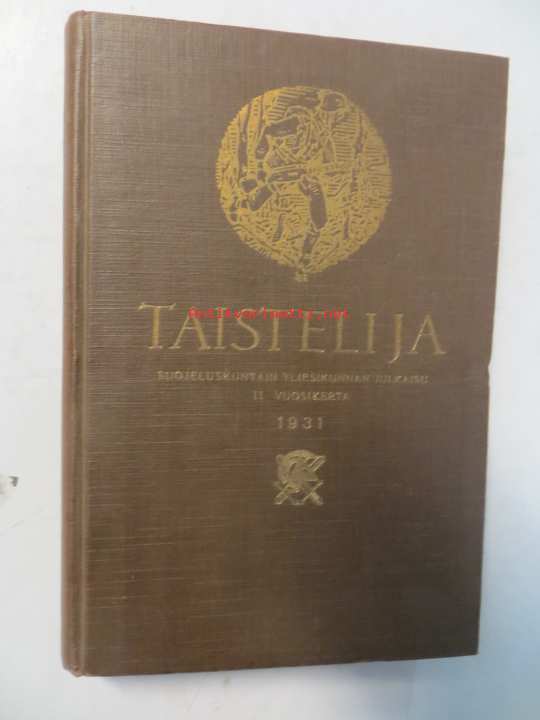 TAISTELIJA
SUOJELUSKUNTAIN YLIESIKUNNAN JULKAISU
II VUOSIKERTA
1931